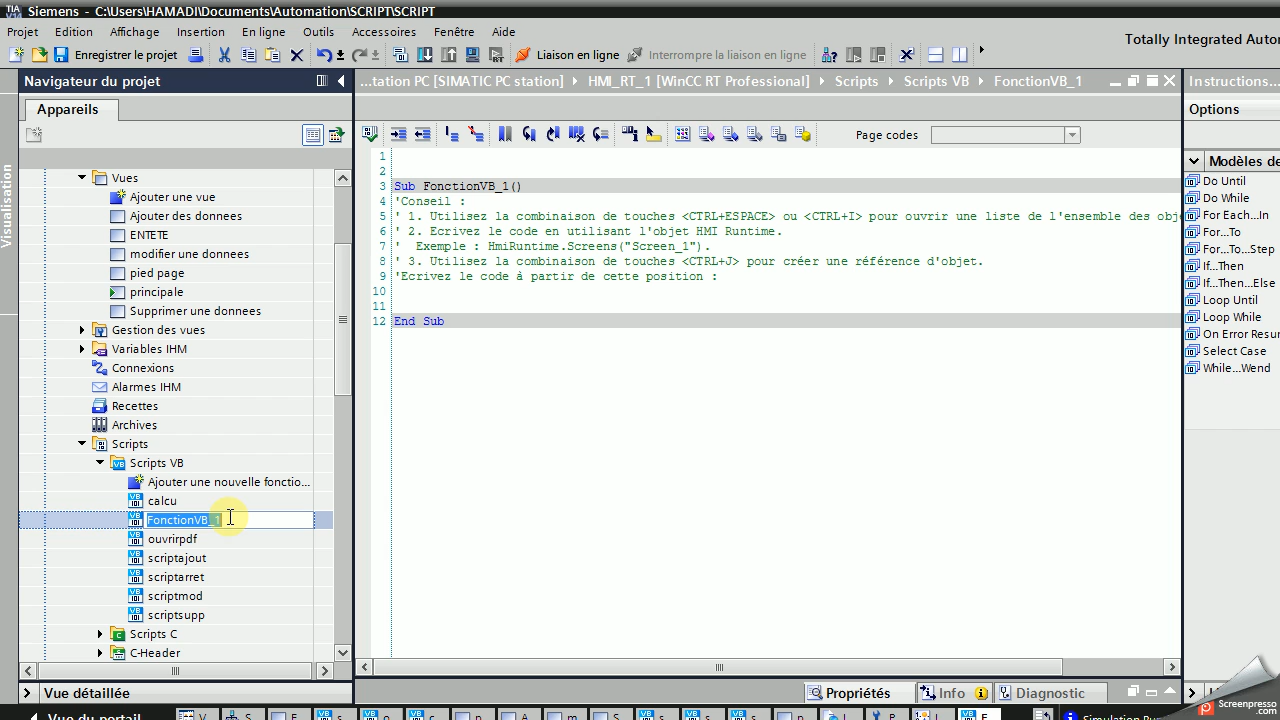 TIA
V14
Siemens - C:\Users\HAMADI\Documents\Automation\SCRIPT\SCRIPT
Projet Edition Affichage Insertion En ligne Outils Accessoires Fenêtre Aide
Totally Integrated Auto
Enregistrer le projet Liaison en ligne Interrompre la liaison en ligne
Navigateur du projet
...tation PC [SIMATIC PC station] HMI_RT_1 [WinCC RT Professional] Scripts Scripts VB FonctionVB_1
Instructions...
Appareils
Options
Page codes
Visualisation
Vues
Ajouter une vue
Ajouter des données
ENTETE
modifier une données
pied page
principale
Supprimer une donnees
Gestion des vues
Variables IHM
Connexions
Alarmes IHM
Recettes
Archives
Scripts
Scripts VB
Ajouter une nouvelle fonctio...
calcu
FonctionVB_1
ouvrirpdf
scriptajout
scriptarret
scriptmod
scriptsupp
Scripts C
C-Header
Vue détaillée
1
2
3 Sub FonctionVB_1()
4 'Conseil :
5 ' 1. Utilisez la combinaison de touches <CTRL+ESPACE> ou <CTRL+I> pour ouvrir une liste de l'ensemble des obje
6 ' 2. Ecrivez le code en utilisant l'objet HMI Runtime.
7 '  Exemple : HmiRuntime.Screens("Screen_1").
8 ' 3. Utilisez la combinaison de touches <CTRL+J> pour créer une référence d'objet.
9 'Ecrivez le code à partir de cette position :
10
11
12 End Sub
Modèles de
Do Until
Do While
For Each...In
For...To
For...To...Step
If...Then
If...Then...Else
Loop Until
Loop While
On Error Resum
Select Case
While...Wend
Propriétés Info Diagnostic
Vue du portail
Simulation Ru
Screenpresso
.com